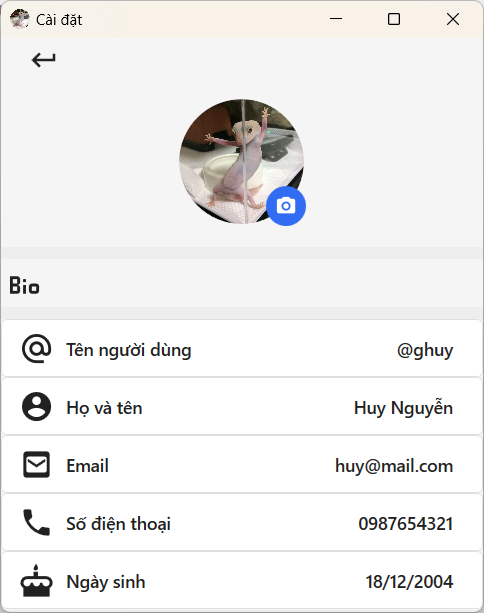 Cài đặt
Bio
Tên người dùng @ghuy
Họ và tên Huy Nguyễn
Email huy@mail.com
Số điện thoại 0987654321
Ngày sinh 18/12/2004